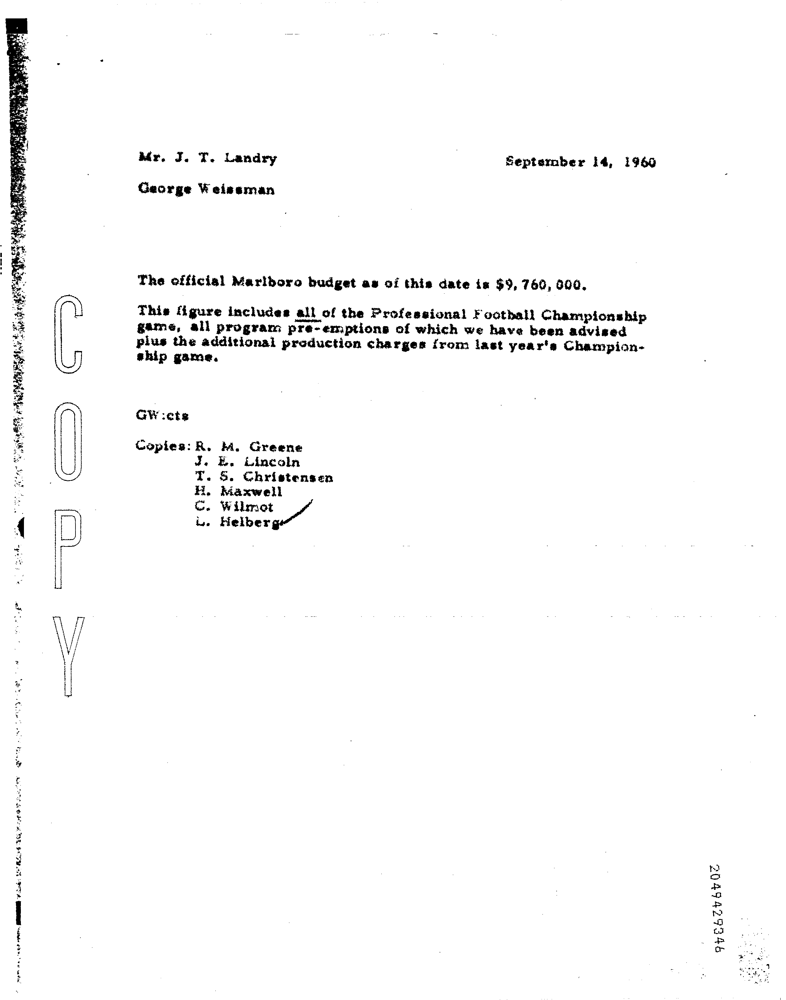 Mr. J. T. Landry
September 14, 1960
George Weissman
The official Marlboro budget as of this date is $9,760,000.
This figure includes all of the Professional Football Championship
game, all program pre-emptions of which we have been advised
plus the additional production charges from last year's Champion-
ship game.
GW:cts
Copies: R. M. Greene
J. E. Lincoln
T. S. Christensen
H. Maxwell
C. Wilmot
L. Helberg
COPY
2049429346